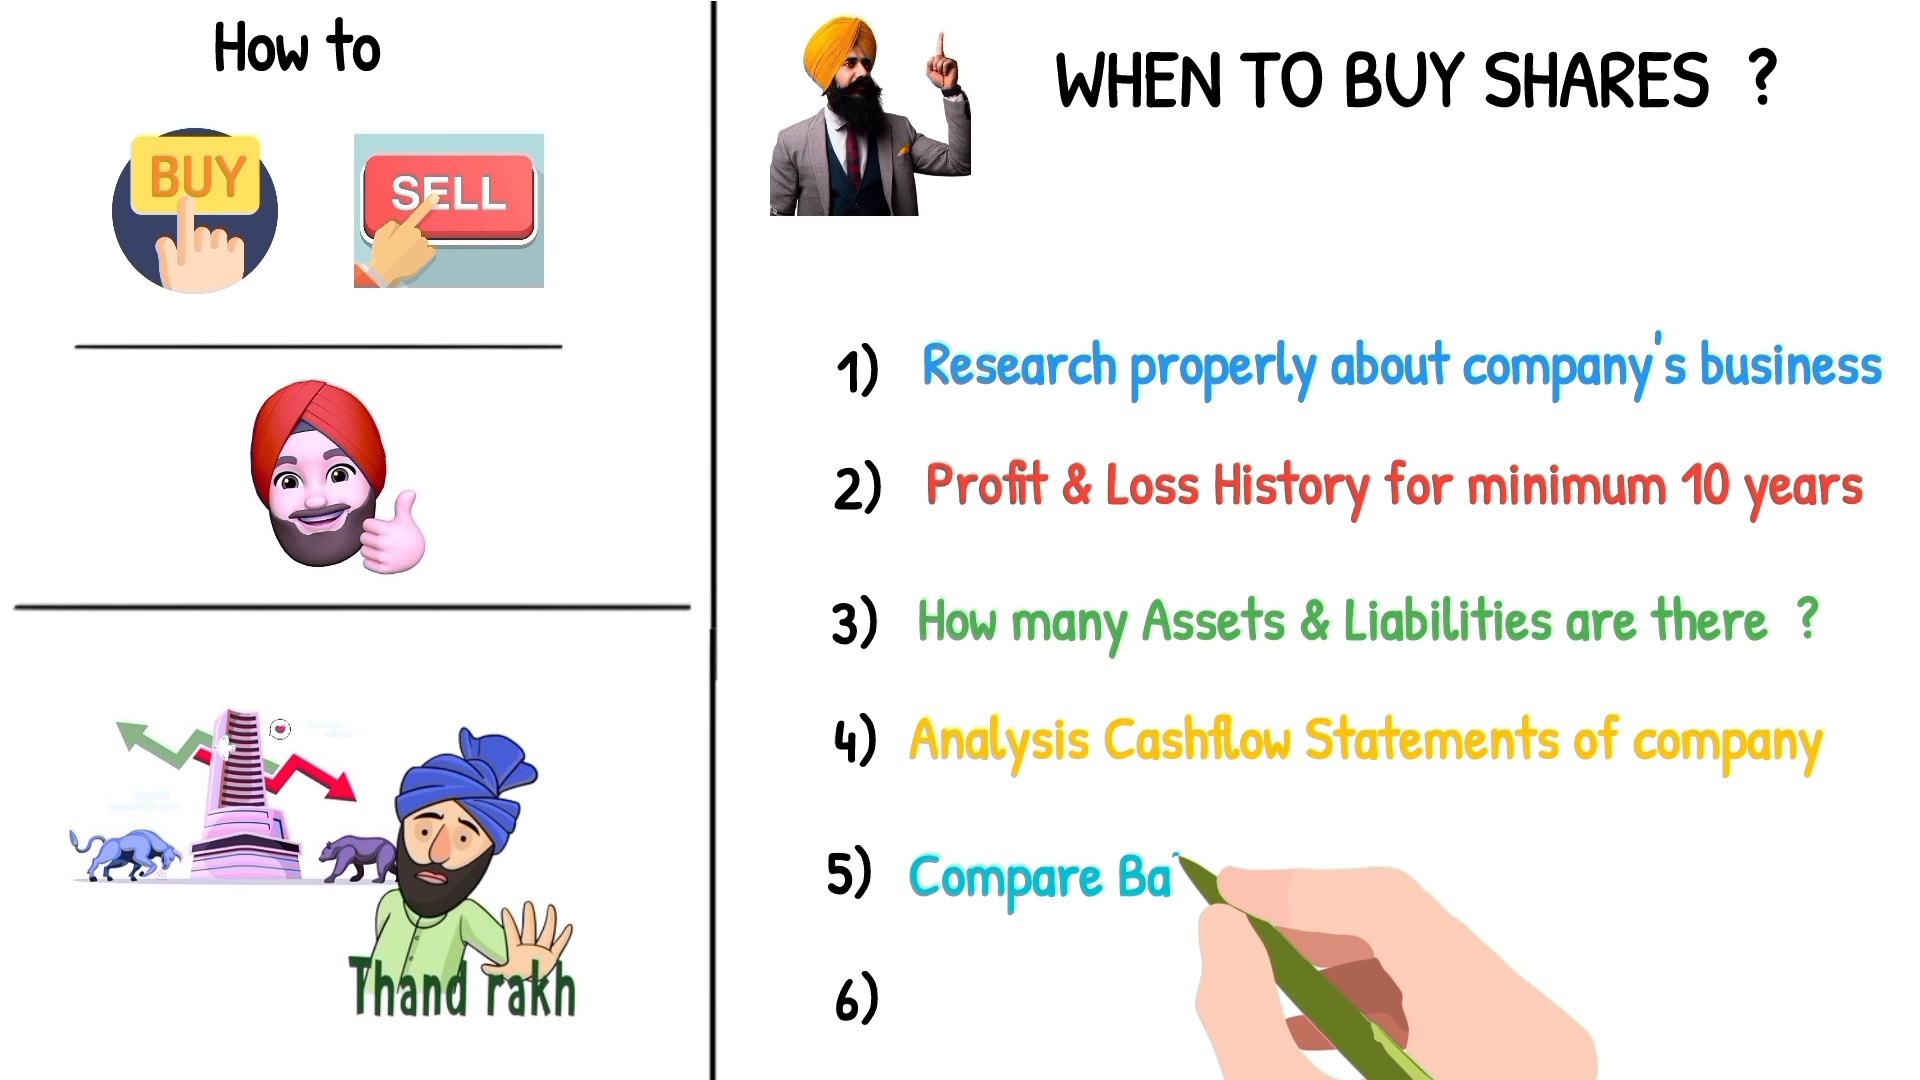 How to
BUY
SELL
Thand rakh
WHEN TO BUY SHARES ?
1) Research properly about company's business
2) Profit & Loss History for minimum 10 years
3) How many Assets & Liabilities are there ?
4) Analysis Cashflow Statements of company
5) Compare Ba
6)